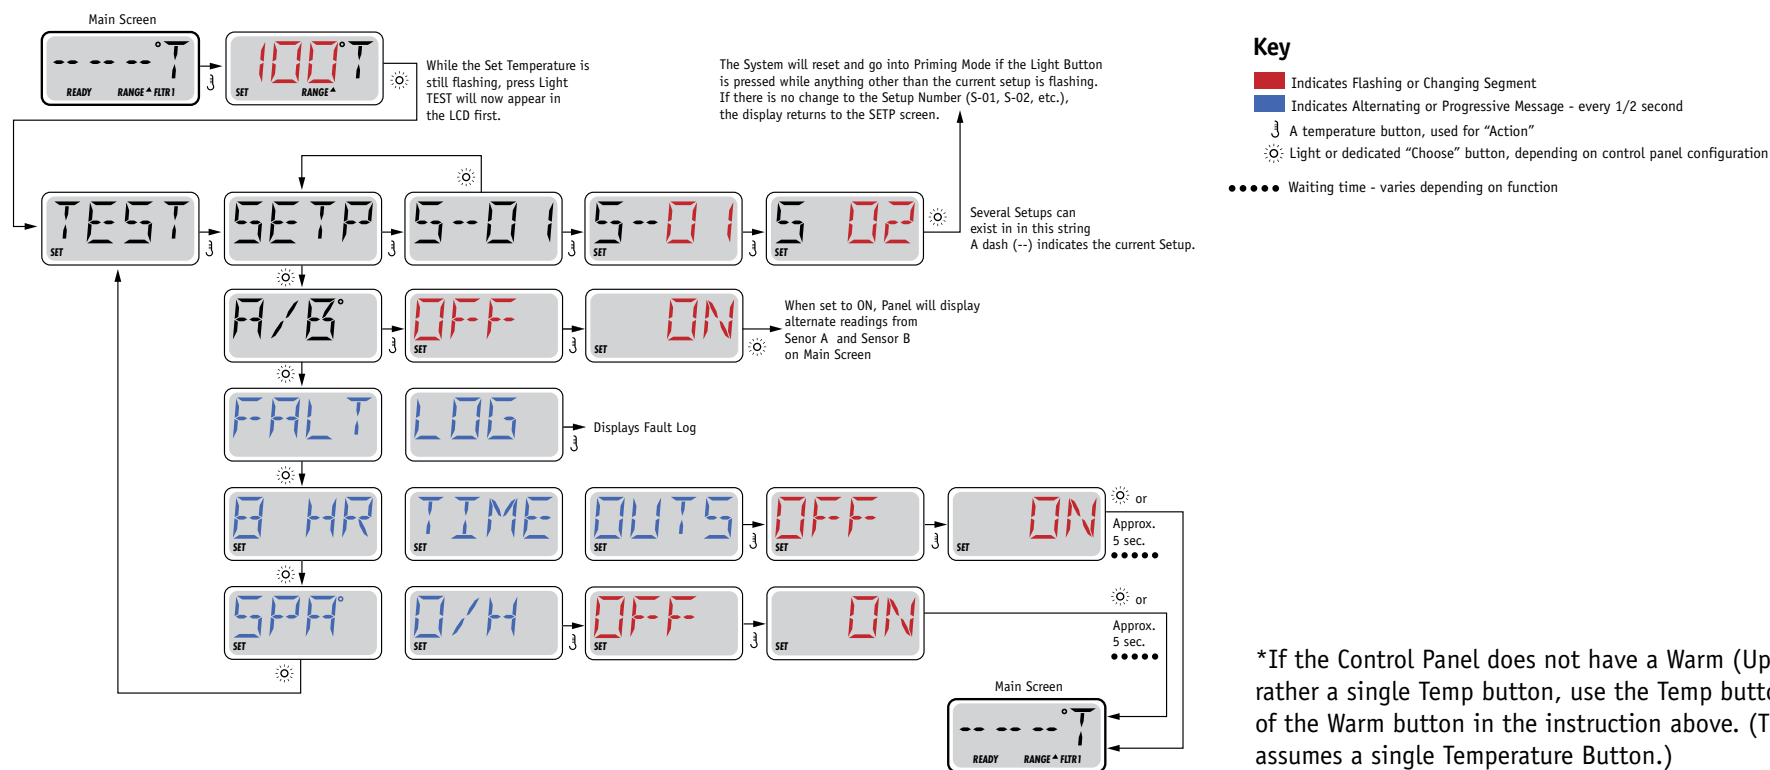 Main Screen
---- °T
READY RANGE FLTR1
100°T
SET RANGE
While the Set Temperature is
still flashing, press Light
TEST will now appear in
the LCD first.
The System will reset and go into Priming Mode if the Light Button
is pressed while anything other than the current setup is flashing.
If there is no change to the Setup Number (S-01, S-02, etc.),
the display returns to the SETP screen.
Key
Indicates Flashing or Changing Segment
Indicates Alternating or Progressive Message - every 1/2 second
A temperature button, used for “Action”
Light or dedicated “Choose” button, depending on control panel configuration
Waiting time - varies depending on function
TEST
SET
SETP
S--01
S--01
SET
S 02
SET
Several Setups can
exist in in this string
A dash (--) indicates the current Setup.
A/B°
OFF
SET
ON
SET
When set to ON, Panel will display
alternate readings from
Senor A and Sensor B
on Main Screen
FALT
LOG
Displays Fault Log
8 HR
SET
TIME
SET
OUTS
SET
OFF
SET
ON
SET
or
Approx.
5 sec.
SPA°
SET
O/H
OFF
SET
ON
SET
or
Approx.
5 sec.
Main Screen
---- °T
READY RANGE FLTR1
*If the Control Panel does not have a Warm (Up
rather a single Temp button, use the Temp butto
of the Warm button in the instruction above. (T
assumes a single Temperature Button.)